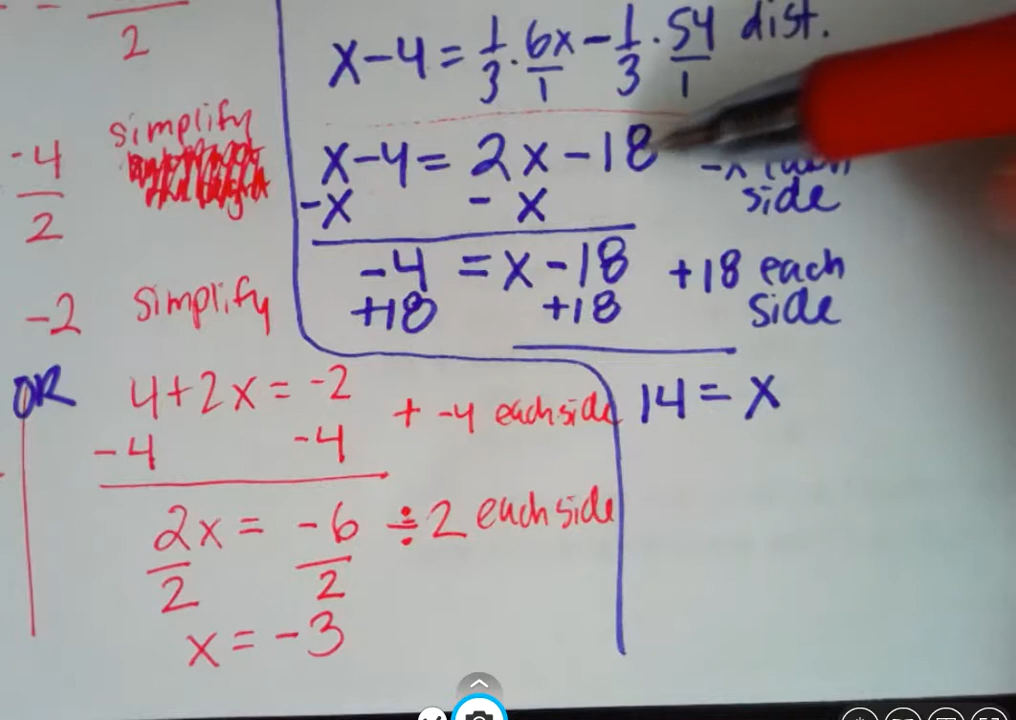 2
-4
2
simplify
-2 simplify
x-4 = 1/3 · 6x/1 - 1/3 · 54/1 dist.
x-4 = 2x-18
-x - x
side
-4 = x-18 +18 each
+18 +18 side
14 = x
OR 4+2x = -2
-4 -4 + -4 each side
2x = -6 ÷2 each side
2 2
x = -3